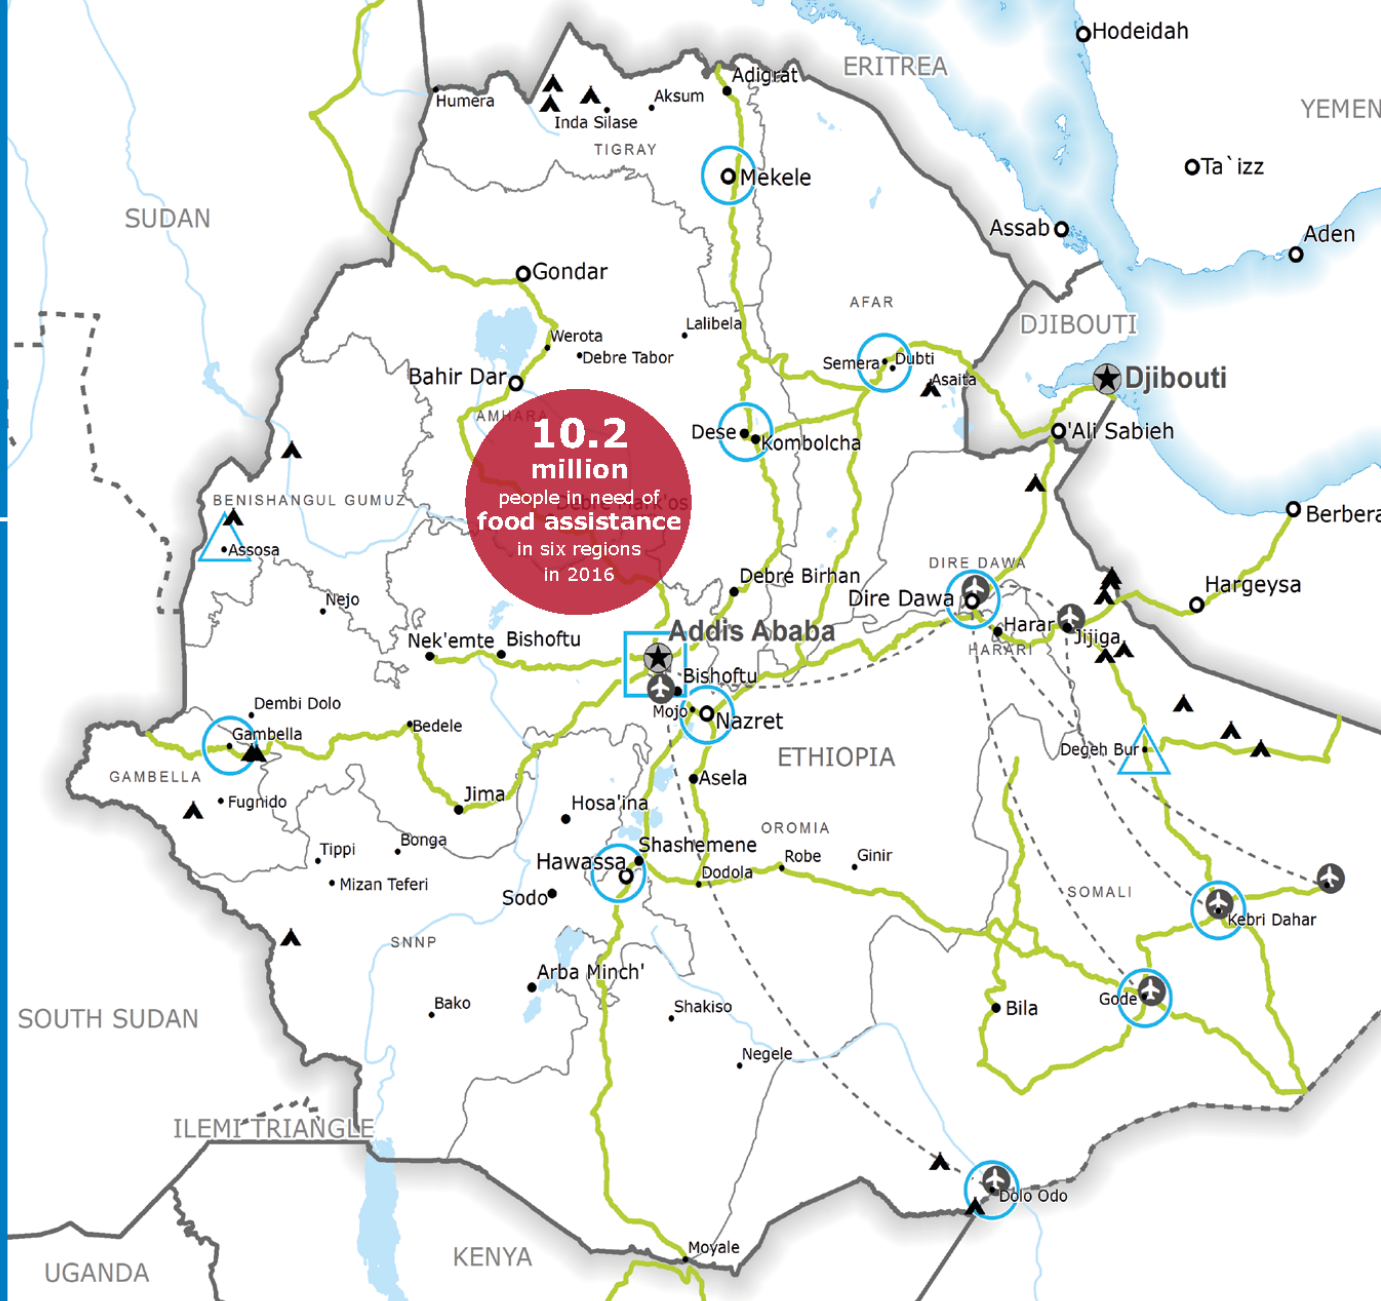 Hodeidah
ERITREA
Adigrat
Humera
Aksum
YEMEN
Inda Silase
TIGRAY
Ta`izz
Mekele
SUDAN
Assab
Aden
Gondar
AFAR
DJIBOUTI
Lalibela
Werota
Debre Tabor
Semera
Dubti
Bahir Dar
Asaita
Djibouti
AMHARA
10.2
million
people in need of
food assistance
in six regions
in 2016
Dese
Kombolcha
'Ali Sabieh
BENISHANGUL GUMUZ
Debre Mark'os
Berbera
Assosa
DIRE DAWA
Debre Birhan
Hargeysa
Nejo
Dire Dawa
Nek'emte
Bishoftu
Addis Ababa
Harar
Jijiga
HARARI
Bishoftu
Dembi Dolo
Mojo
Nazret
Gambella
Bedele
Degeh Bur
ETHIOPIA
GAMBELLA
Asela
Fugnido
Jima
Hosa'ina
OROMIA
Tippi
Bonga
Shashemene
Hawassa
Robe
Ginir
Dodola
Mizan Teferi
Sodo
SOMALI
Kebri Dahar
SNNP
Arba Minch'
Bako
Shakiso
Bila
Gode
SOUTH SUDAN
Negele
ILEMI TRIANGLE
Dolo Odo
Moyale
KENYA
UGANDA